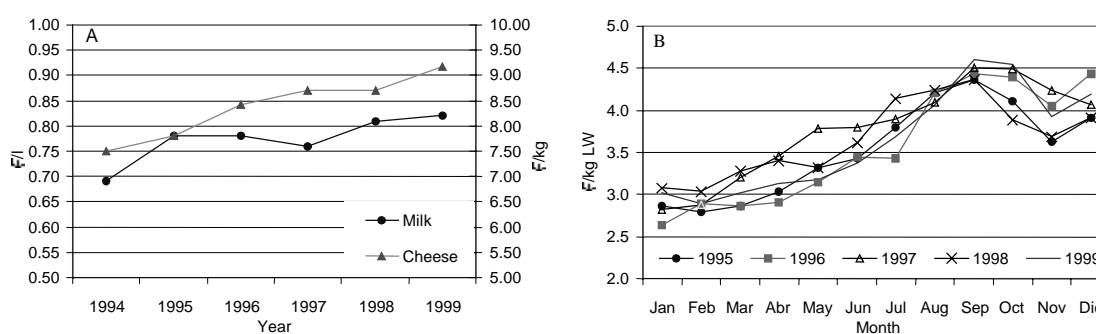 A
₣/l
1.00
0.95
0.90
0.85
0.80
0.75
0.70
0.65
0.60
0.55
0.50
10.00
9.50
9.00
8.50
8.00
7.50
7.00
6.50
6.00
5.50
5.00
₣/kg
Milk
Cheese
1994 1995 1996 1997 1998 1999
Year
B
₣/kg LW
5.0
4.5
4.0
3.5
3.0
2.5
2.0
1995 1996 1997 1998 1999
Jan Feb Mar Abr May Jun Jul Aug Sep Oct Nov Dic
Month